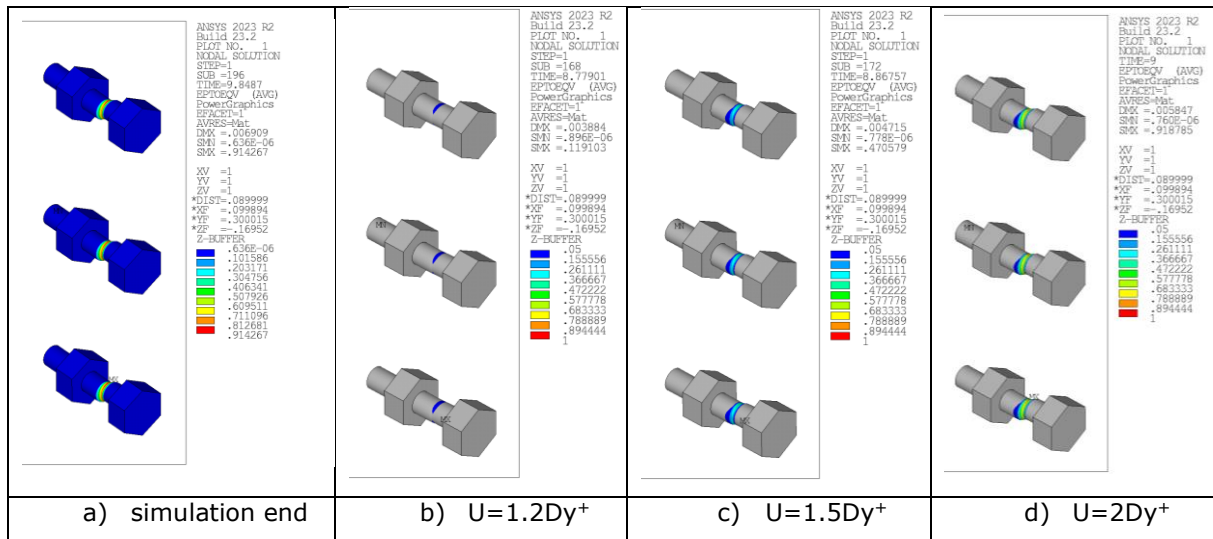 ANSYS 2023 R2
Build 23.2
PLOT NO. 1
NODAL SOLUTION
STEP=1
SUB =196
TIME=9.8487
EPTOEQV (AVG)
PowerGraphics
EFACET=1
AVRES=Mat
DMX =.006909
SMN =.636E-06
SMX =.914267
XV =1
YV =1
ZV =1
*DIST=.089999
*XF =.099894
*YF =.300015
*ZF =-.16952
Z-BUFFER
.636E-06
.101586
.203171
.304756
.406341
.507926
.609511
.711096
.812681
.914267
MX
a) simulation end
ANSYS 2023 R2
Build 23.2
PLOT NO. 1
NODAL SOLUTION
STEP=1
SUB =168
TIME=8.77901
EPTOEQV (AVG)
PowerGraphics
EFACET=1
AVRES=Mat
DMX =.003884
SMN =.896E-06
SMX =.119103
XV =1
YV =1
ZV =1
*DIST=.089999
*XF =.099894
*YF =.300015
*ZF =-.16952
Z-BUFFER
.05
.155556
.261111
.366667
.472222
.577778
.683333
.788889
.894444
1
MN
MX
b) U=1.2Dy⁺
ANSYS 2023 R2
Build 23.2
PLOT NO. 1
NODAL SOLUTION
STEP=1
SUB =172
TIME=8.86757
EPTOEQV (AVG)
PowerGraphics
EFACET=1
AVRES=Mat
DMX =.004715
SMN =.778E-06
SMX =.470579
XV =1
YV =1
ZV =1
*DIST=.089999
*XF =.099894
*YF =.300015
*ZF =-.16952
Z-BUFFER
.05
.155556
.261111
.366667
.472222
.577778
.683333
.788889
.894444
1
MN
MX
c) U=1.5Dy⁺
ANSYS 2023 R2
Build 23.2
PLOT NO. 1
NODAL SOLUTION
TIME=9
EPTOEQV (AVG)
PowerGraphics
EFACET=1
AVRES=Mat
DMX =.005847
SMN =.760E-06
SMX =.918785
XV =1
YV =1
ZV =1
*DIST=.089999
*XF =.099894
*YF =.300015
*ZF =-.16952
Z-BUFFER
.05
.155556
.261111
.366667
.472222
.577778
.683333
.788889
.894444
1
MN
MX
d) U=2Dy⁺